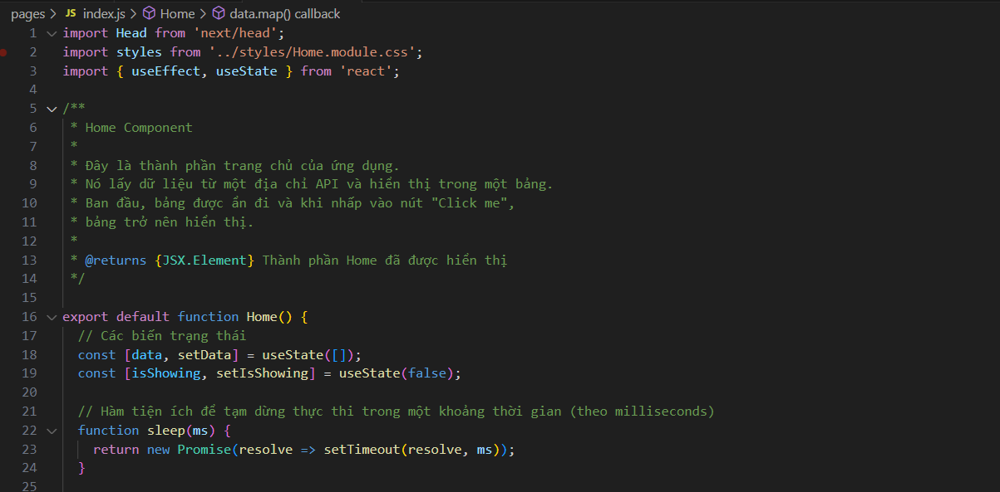 pages > JS index.js > Home > data.map() callback
1 import Head from 'next/head';
2 import styles from '../styles/Home.module.css';
3 import { useEffect, useState } from 'react';
4
5 /**
6  * Home Component
7  *
8  * Đây là thành phần trang chủ của ứng dụng.
9  * Nó lấy dữ liệu từ một địa chỉ API và hiển thị trong một bảng.
10  * Ban đầu, bảng được ẩn đi và khi nhấp vào nút "Click me",
11  * bảng trở nên hiển thị.
12  *
13  * @returns {JSX.Element} Thành phần Home đã được hiển thị
14  */
15
16 export default function Home() {
17   // Các biến trạng thái
18   const [data, setData] = useState([]);
19   const [isShowing, setIsShowing] = useState(false);
20
21   // Hàm tiện ích để tạm dừng thực thi trong một khoảng thời gian (theo milliseconds)
22   function sleep(ms) {
23     return new Promise(resolve => setTimeout(resolve, ms));
24   }
25